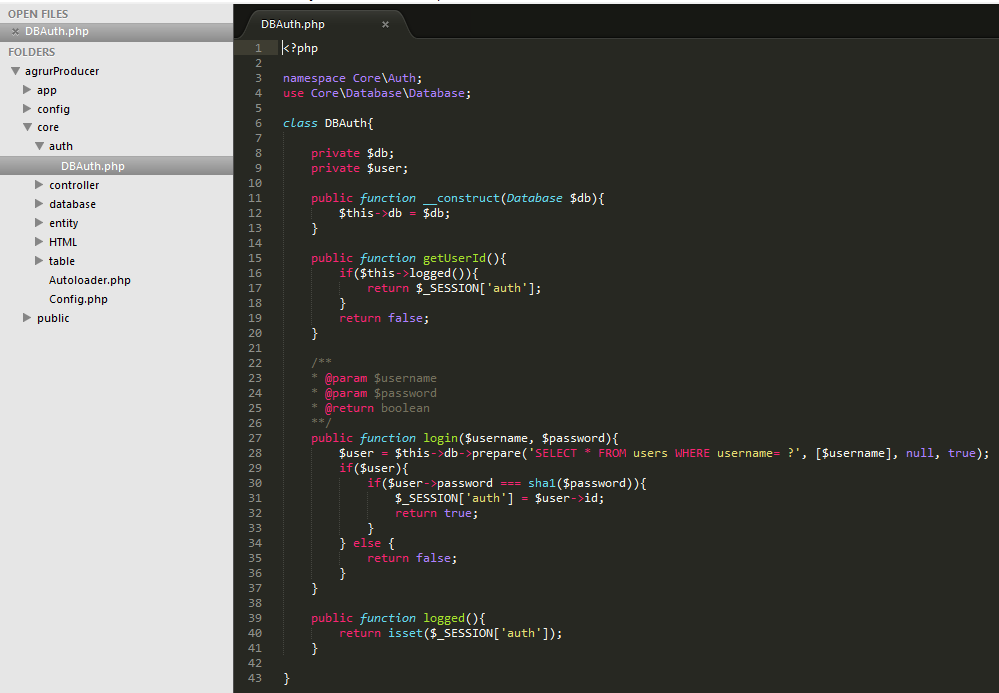 OPEN FILES
× DBAuth.php
FOLDERS
agrurProducer
app
config
core
auth
DBAuth.php
controller
database
entity
HTML
table
Autoloader.php
Config.php
public
DBAuth.php ×
1 <?php
2
3 namespace Core\Auth;
4 use Core\Database\Database;
5
6 class DBAuth{
7
8     private $db;
9     private $user;
10
11     public function __construct(Database $db){
12         $this->db = $db;
13     }
14
15     public function getUserId(){
16         if($this->logged()){
17             return $_SESSION['auth'];
18         }
19         return false;
20     }
21
22     /**
23     * @param $username
24     * @param $password
25     * @return boolean
26     **/
27     public function login($username, $password){
28         $user = $this->db->prepare('SELECT * FROM users WHERE username= ?', [$username], null, true);
29         if($user){
30             if($user->password === sha1($password)){
31                 $_SESSION['auth'] = $user->id;
32                 return true;
33             }
34         } else {
35             return false;
36         }
37     }
38
39     public function logged(){
40         return isset($_SESSION['auth']);
41     }
42
43 }